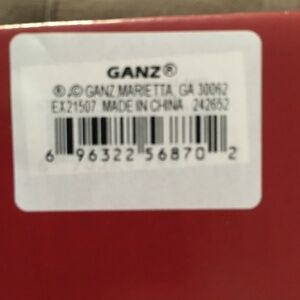 GANZ®
®,© GANZ, MARIETTA, GA 30062
EX21507 MADE IN CHINA 242652
6 96322 56870 2